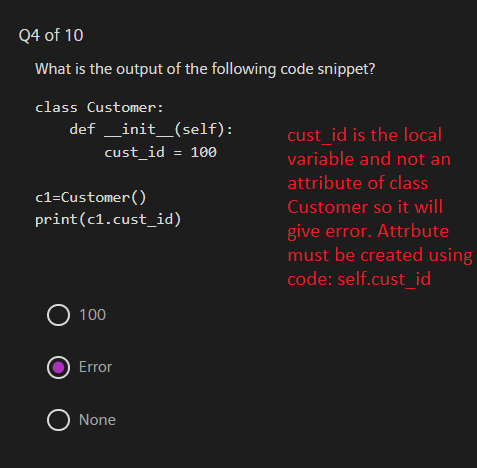 Q4 of 10
What is the output of the following code snippet?
class Customer:
    def __init__(self):
        cust_id = 100
c1=Customer()
print(c1.cust_id)
cust_id is the local
variable and not an
attribute of class
Customer so it will
give error. Attrbute
must be created using
code: self.cust_id
100
Error
None